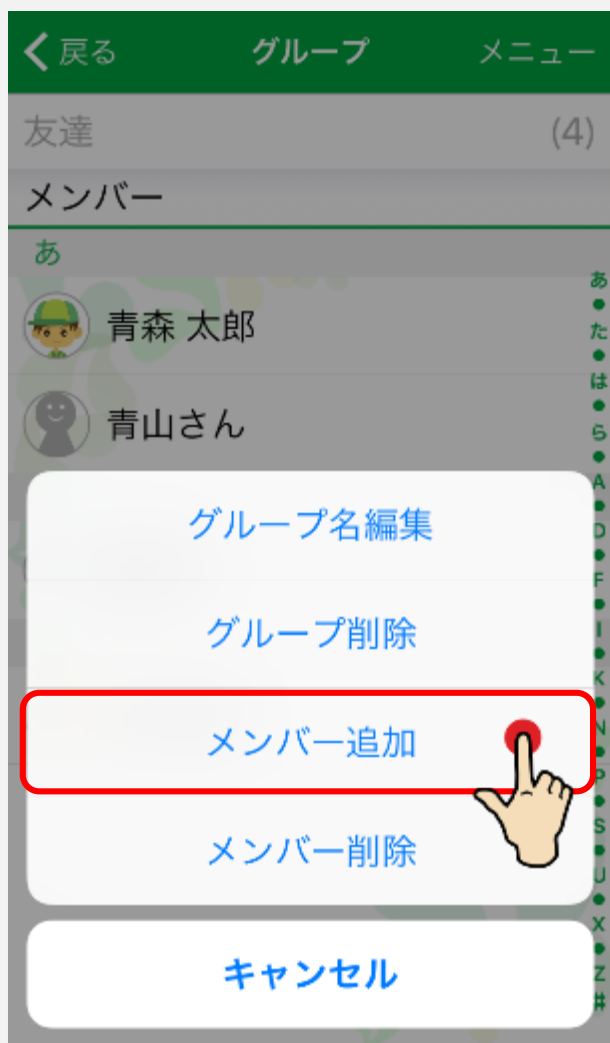 戻る グループ メニュー
友達 (4)
メンバー
あ
青森 太郎
青山さん
グループ名編集
グループ削除
メンバー追加
メンバー削除
キャンセル
あ
●
た
●
は
●
ら
●
A
●
D
●
F
●
I
●
K
●
N
●
P
●
S
●
U
●
X
●
Z
#